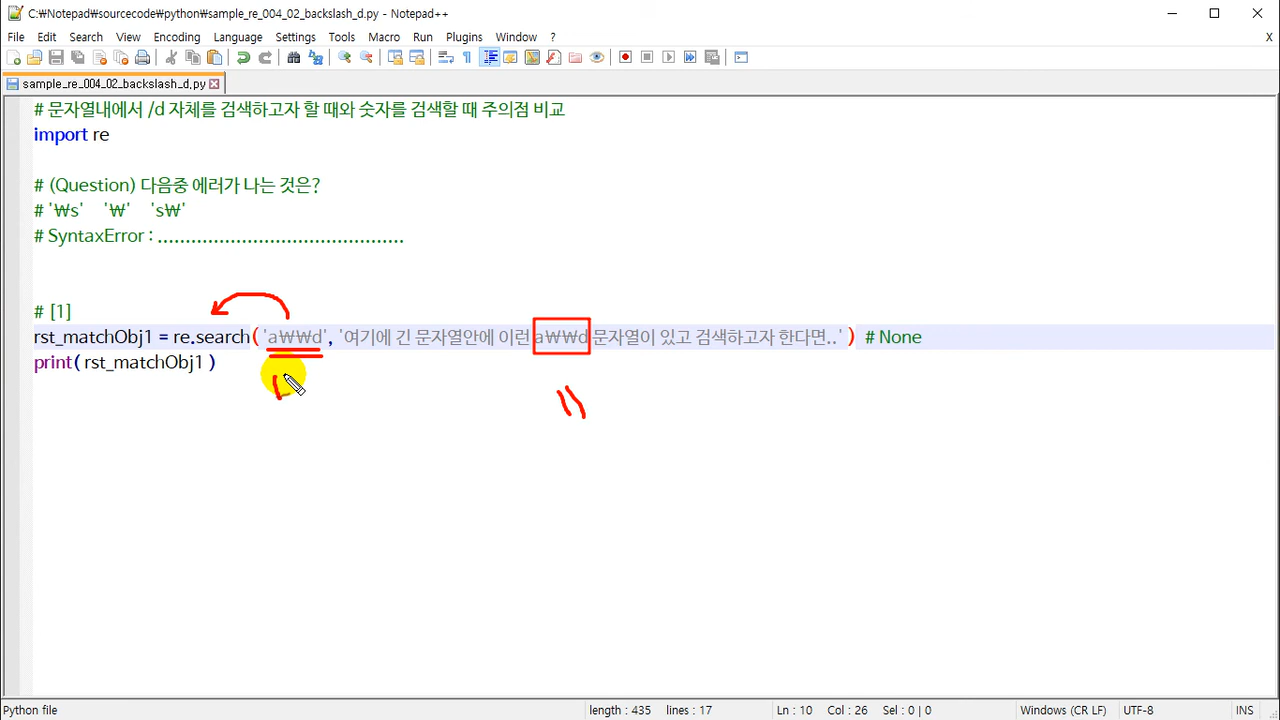 C:₩Notepad₩sourcecode₩python₩sample_re_004_02_backslash_d.py - Notepad++
File Edit Search View Encoding Language Settings Tools Macro Run Plugins Window ? X
sample_re_004_02_backslash_d.py
# 문자열내에서 /d 자체를 검색하고자 할 때와 숫자를 검색할 때 주의점 비교
import re
# (Question) 다음중 에러가 나는 것은?
# '₩s' '₩' 's₩'
# SyntaxError : ............................................
# [1]
rst_matchObj1 = re.search( 'a₩₩d', '여기에 긴 문자열안에 이런 a₩₩d 문자열이 있고 검색하고자 한다면..' ) # None
print( rst_matchObj1 )
Python file length : 435 lines : 17 Ln : 10 Col : 26 Sel : 0 | 0 Windows (CR LF) UTF-8 INS